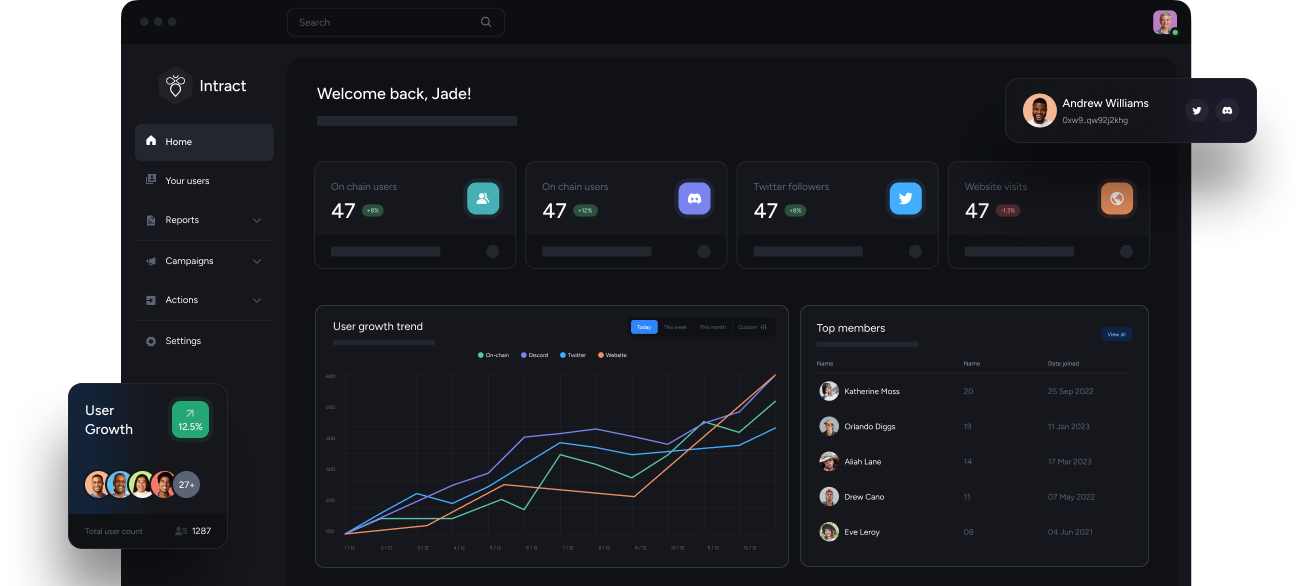 Search
Intract
Home
Your users
Reports
Campaigns
Actions
Settings
Welcome back, Jade!
Andrew Williams
0xw9..qw92j2khg
On chain users
47 +8%
On chain users
47 +12%
Twitter followers
47 +8%
Website visits
47 -1.3%
User growth trend
Today This week This month Custom
On-chain Discord Twitter Website
600
500
400
300
200
100
1 / 12 2 / 12 3 / 12 4 / 12 5 / 12 6 / 12 7 / 12 8 / 12 9 / 12 10 / 12 11 / 12 12 / 12
Top members
View all
Name Name Date joined
Katherine Moss 20 25 Sep 2022
Orlando Diggs 19 11 Jan 2023
Aliah Lane 14 17 Mar 2023
Drew Cano 11 07 May 2022
Eve Leroy 08 04 Jun 2021
User
Growth
12.5%
27+
Total user count 1287